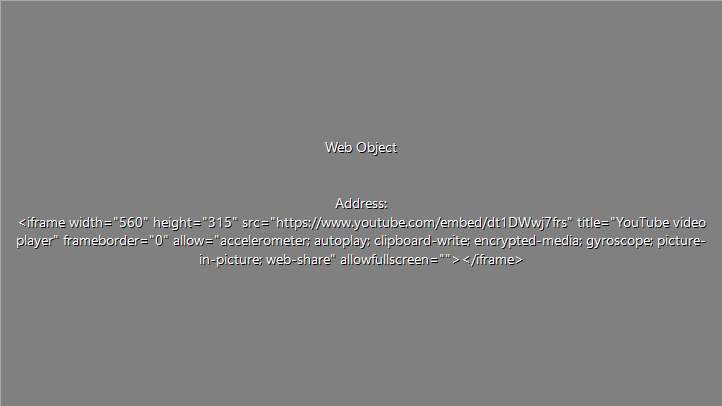 Web Object
Address:
<iframe width="560" height="315" src="https://www.youtube.com/embed/dt1DWwj7frs" title="YouTube video
player" frameborder="0" allow="accelerometer; autoplay; clipboard-write; encrypted-media; gyroscope; picture-
in-picture; web-share" allowfullscreen=""></iframe>